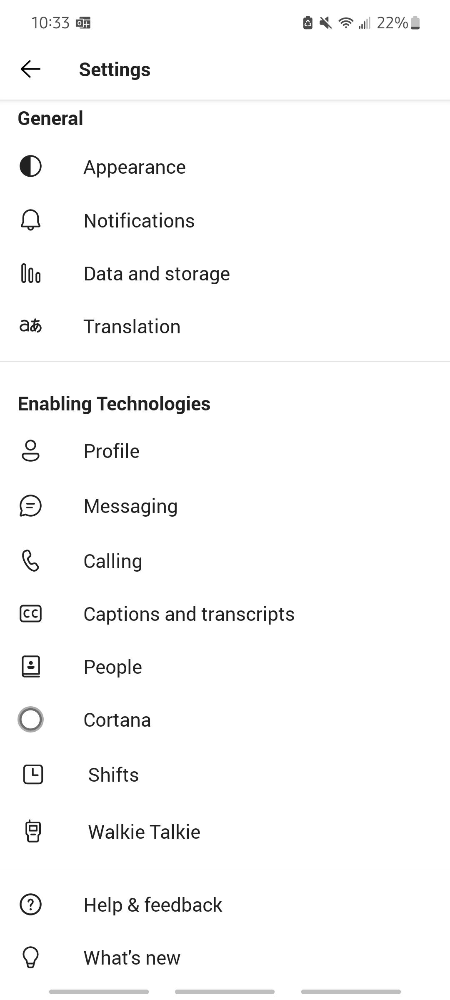 10:33
22%
Settings
General
Appearance
Notifications
Data and storage
aあ Translation
Enabling Technologies
Profile
Messaging
Calling
CC Captions and transcripts
People
Cortana
Shifts
Walkie Talkie
? Help & feedback
What's new